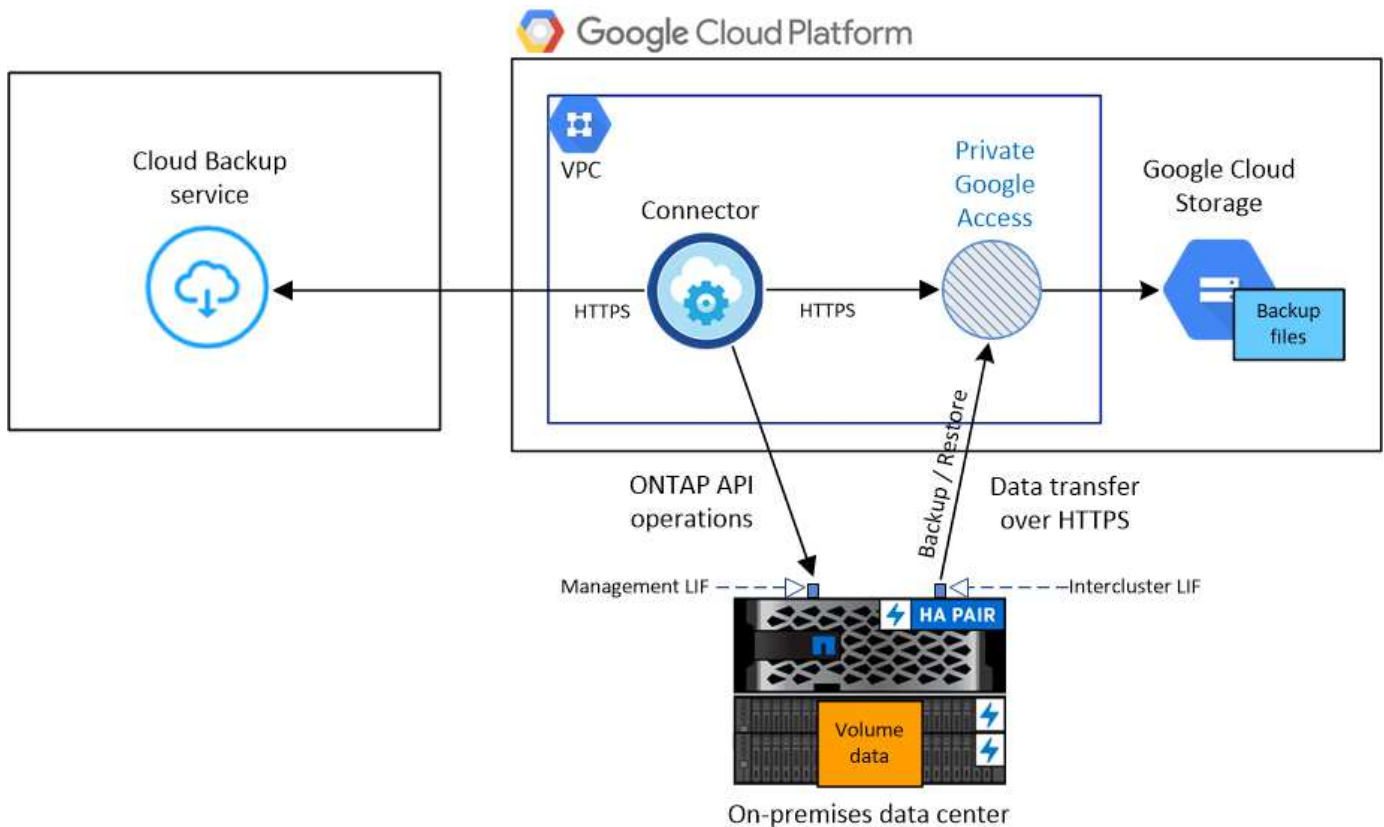 Google Cloud Platform
Cloud Backup
service
VPC
Connector
Private
Google
Access
Google Cloud
Storage
HTTPS
HTTPS
Backup
files
ONTAP API
operations
Backup / Restore
Data transfer
over HTTPS
Management LIF
Intercluster LIF
HA PAIR
Volume
data
On-premises data center